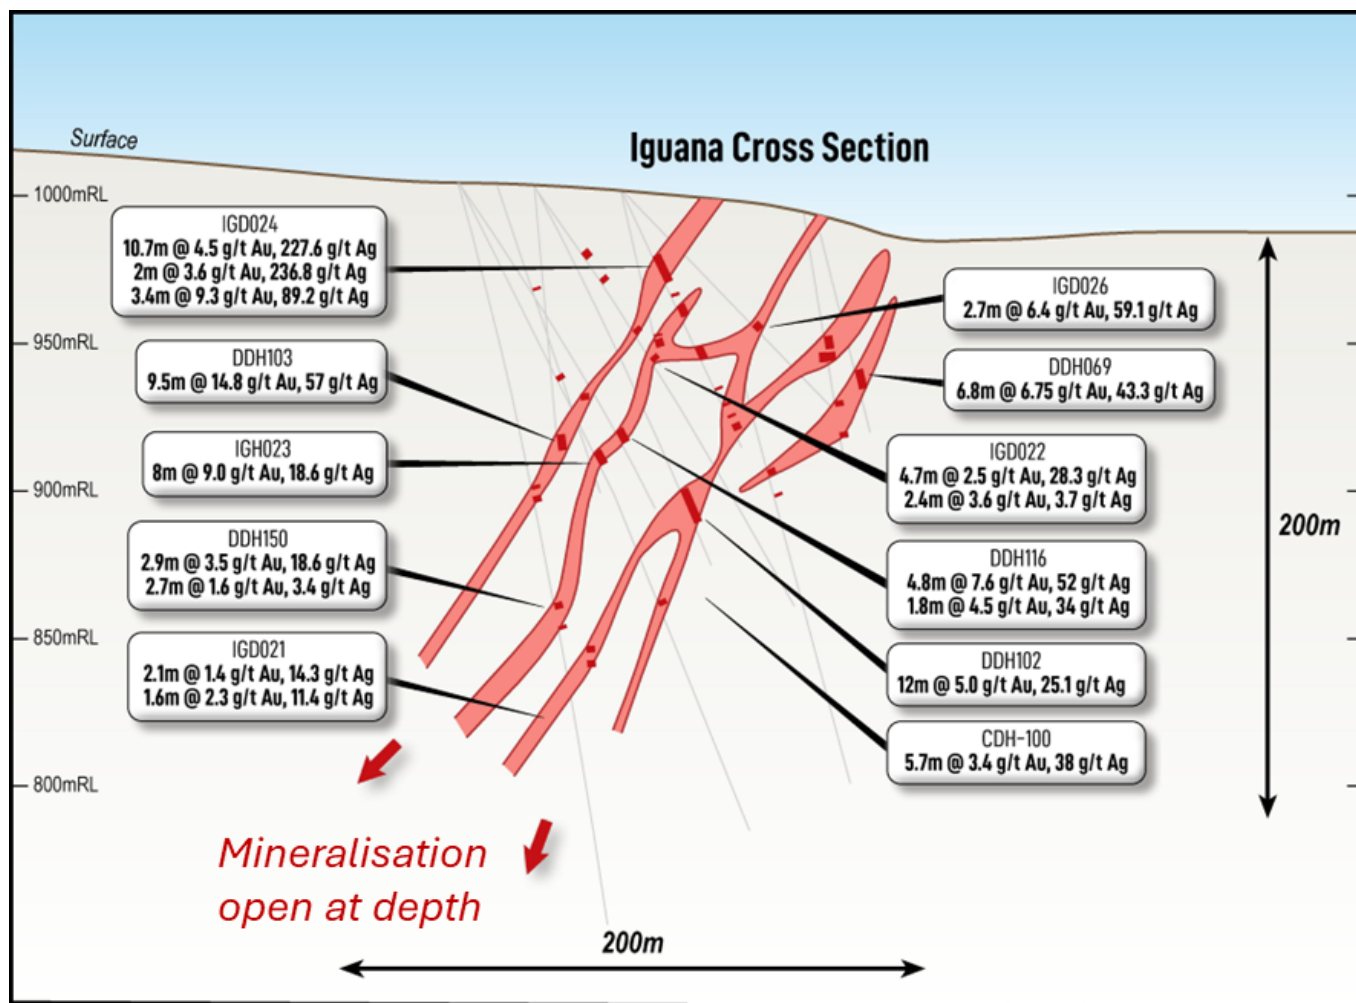 Surface
Iguana Cross Section
1000mRL
950mRL
900mRL
850mRL
800mRL
IGD024
10.7m @ 4.5 g/t Au, 227.6 g/t Ag
2m @ 3.6 g/t Au, 236.8 g/t Ag
3.4m @ 9.3 g/t Au, 89.2 g/t Ag
DDH103
9.5m @ 14.8 g/t Au, 57 g/t Ag
IGH023
8m @ 9.0 g/t Au, 18.6 g/t Ag
DDH150
2.9m @ 3.5 g/t Au, 18.6 g/t Ag
2.7m @ 1.6 g/t Au, 3.4 g/t Ag
IGD021
2.1m @ 1.4 g/t Au, 14.3 g/t Ag
1.6m @ 2.3 g/t Au, 11.4 g/t Ag
IGD026
2.7m @ 6.4 g/t Au, 59.1 g/t Ag
DDH069
6.8m @ 6.75 g/t Au, 43.3 g/t Ag
IGD022
4.7m @ 2.5 g/t Au, 28.3 g/t Ag
2.4m @ 3.6 g/t Au, 3.7 g/t Ag
DDH116
4.8m @ 7.6 g/t Au, 52 g/t Ag
1.8m @ 4.5 g/t Au, 34 g/t Ag
DDH102
12m @ 5.0 g/t Au, 25.1 g/t Ag
CDH-100
5.7m @ 3.4 g/t Au, 38 g/t Ag
200m
Mineralisation
open at depth
200m